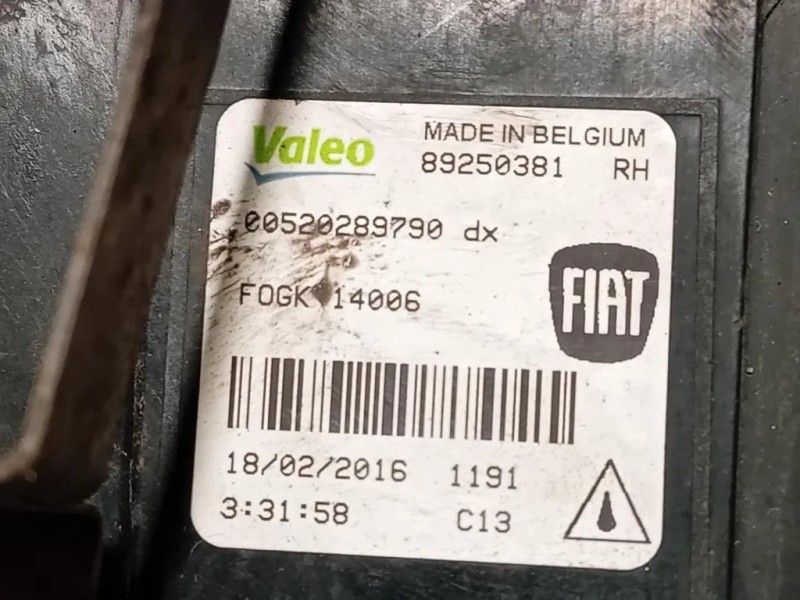 Valeo
MADE IN BELGIUM
89250381 RH
00520289790 dx
FOGK 14006
FIAT
18/02/2016 1191
3:31:58 C13